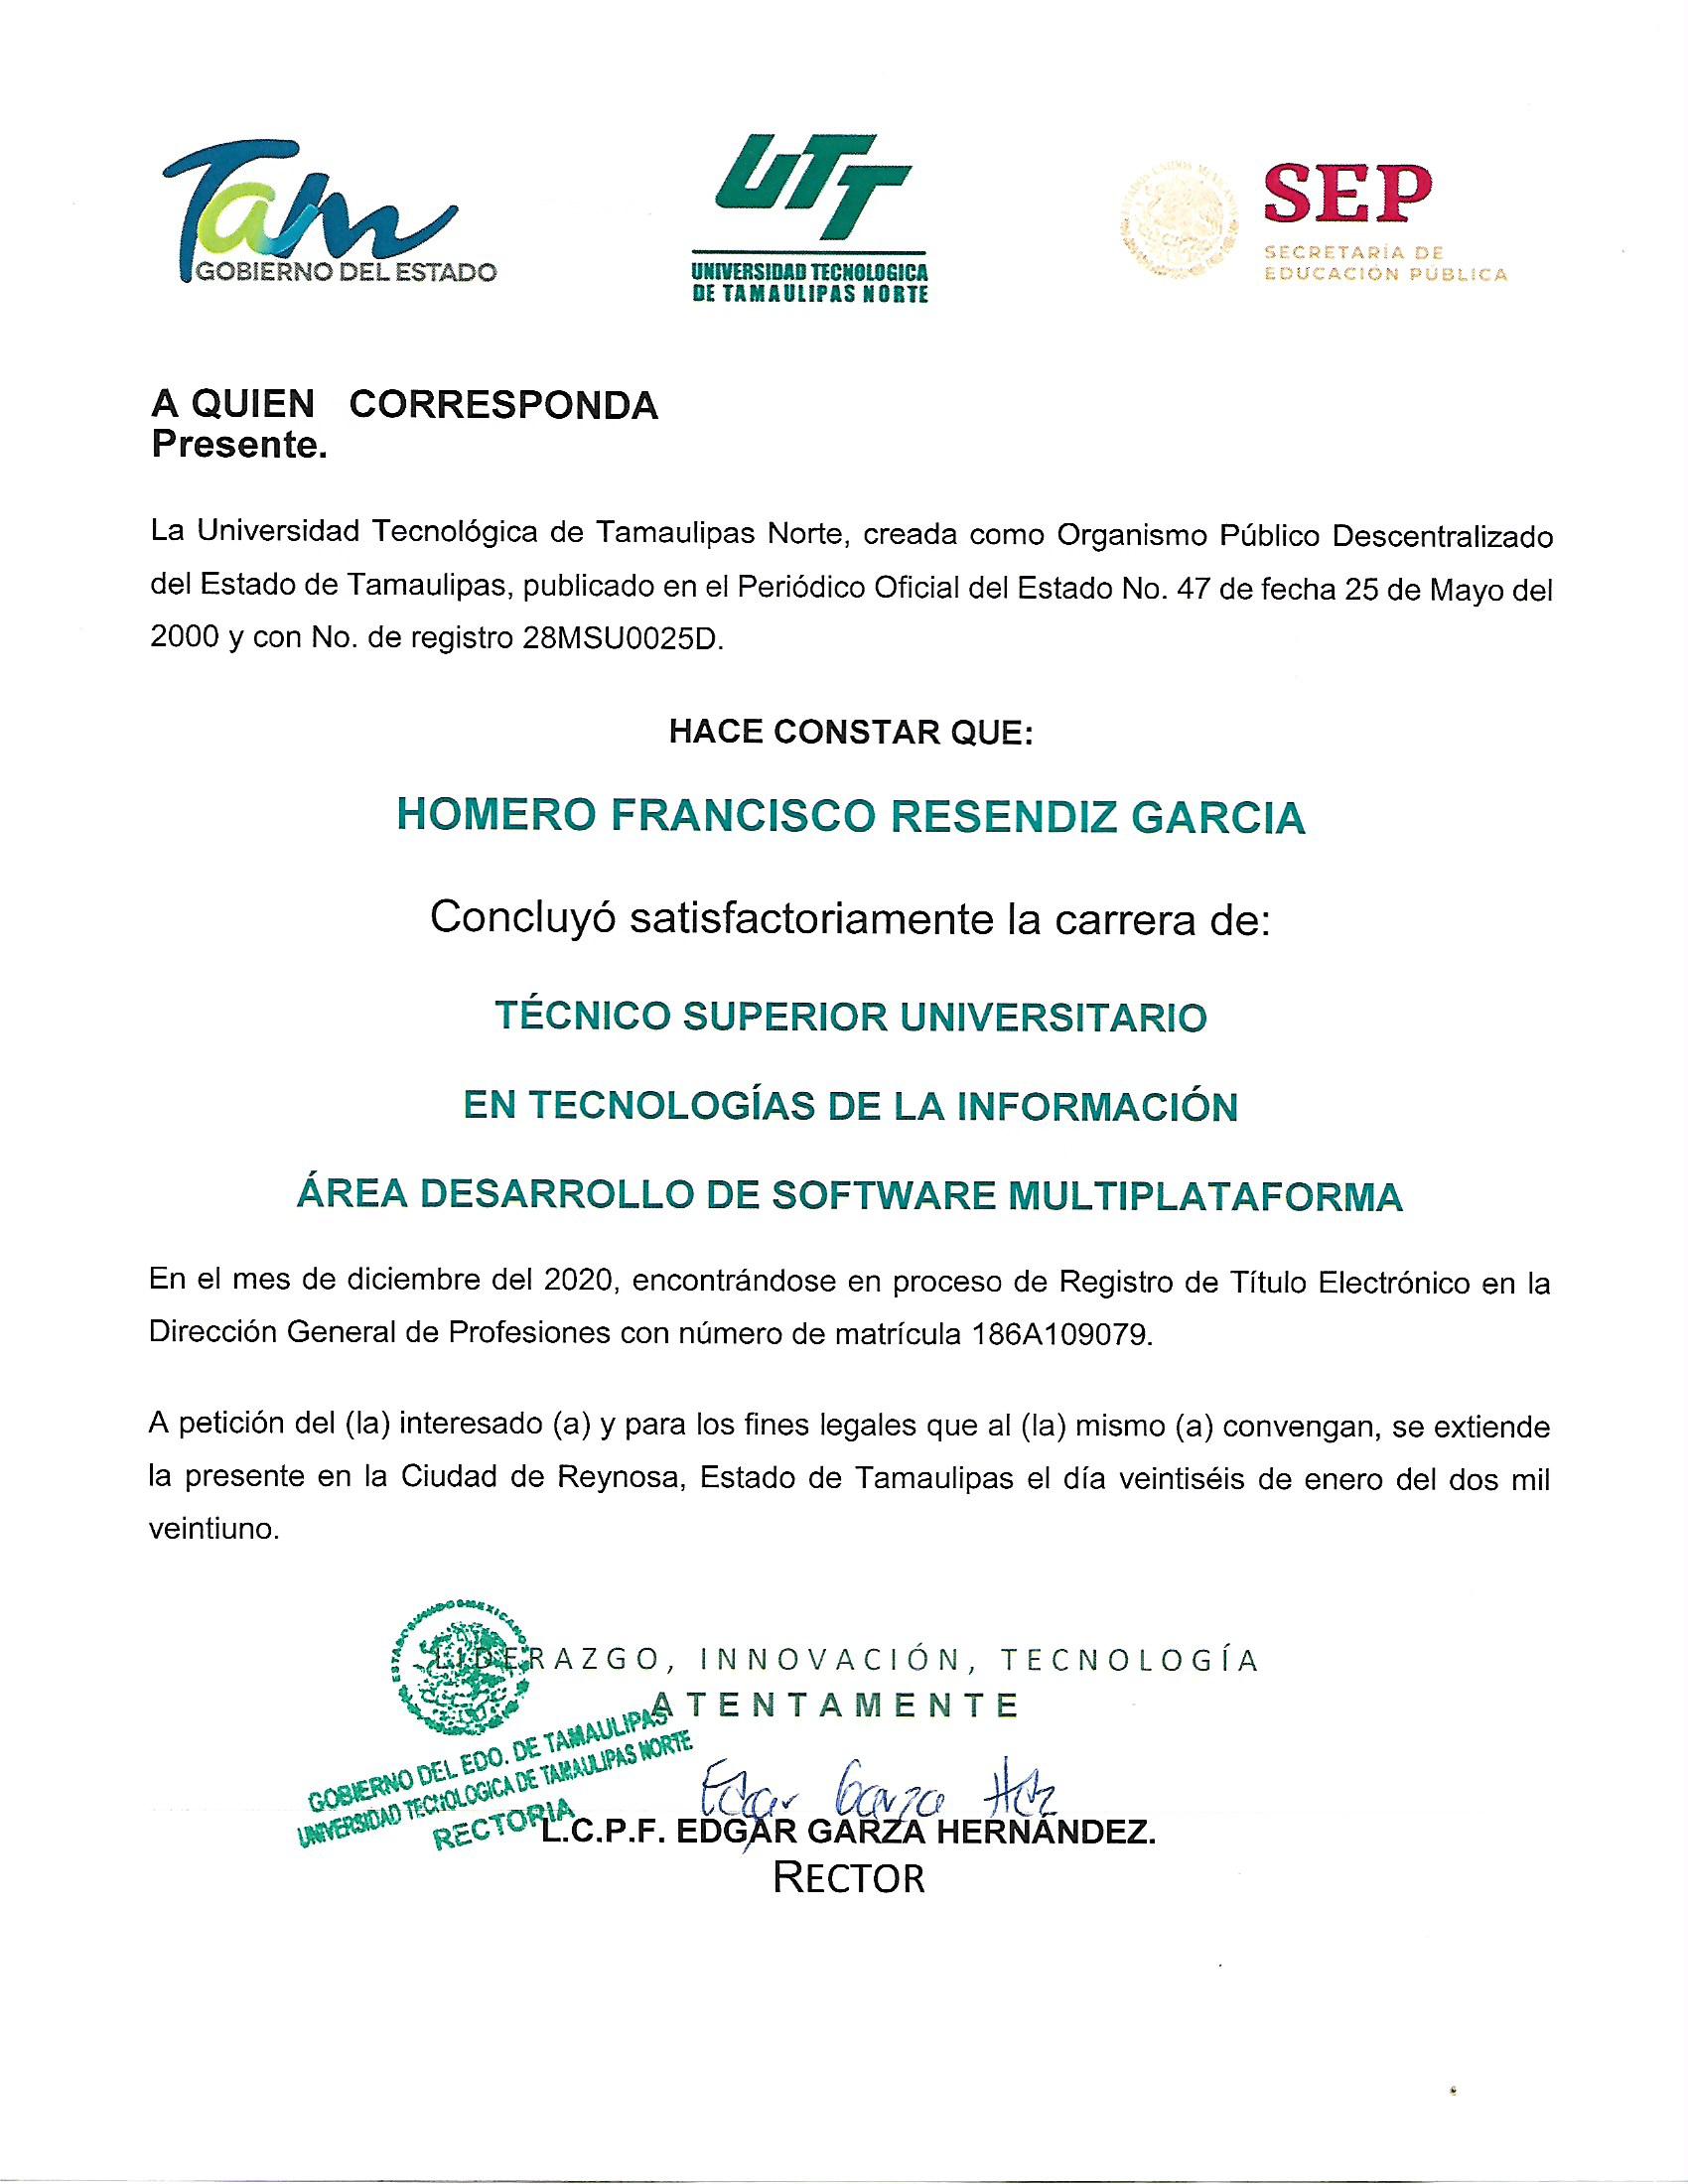 Tam
GOBIERNO DEL ESTADO
UTT
UNIVERSIDAD TECNOLOGICA
DE TAMAULIPAS NORTE
SEP
SECRETARÍA DE
EDUCACIÓN PÚBLICA
A QUIEN CORRESPONDA
Presente.
La Universidad Tecnológica de Tamaulipas Norte, creada como Organismo Público Descentralizado
del Estado de Tamaulipas, publicado en el Periódico Oficial del Estado No. 47 de fecha 25 de Mayo del
2000 y con No. de registro 28MSU0025D.
HACE CONSTAR QUE:
HOMERO FRANCISCO RESENDIZ GARCIA
Concluyó satisfactoriamente la carrera de:
TÉCNICO SUPERIOR UNIVERSITARIO
EN TECNOLOGÍAS DE LA INFORMACIÓN
ÁREA DESARROLLO DE SOFTWARE MULTIPLATAFORMA
En el mes de diciembre del 2020, encontrándose en proceso de Registro de Título Electrónico en la
Dirección General de Profesiones con número de matrícula 186A109079.
A petición del (la) interesado (a) y para los fines legales que al (la) mismo (a) convengan, se extiende
la presente en la Ciudad de Reynosa, Estado de Tamaulipas el día veintiséis de enero del dos mil
veintiuno.
LIDERAZGO, INNOVACIÓN, TECNOLOGÍA
ATENTAMENTE
GOBIERNO DEL EDO. DE TAMAULIPAS
UNIVERSIDAD TECNOLOGICA DE TAMAULIPAS NORTE
RECTORIA
Edgar Garza Hdz
L.C.P.F. EDGAR GARZA HERNÁNDEZ.
RECTOR